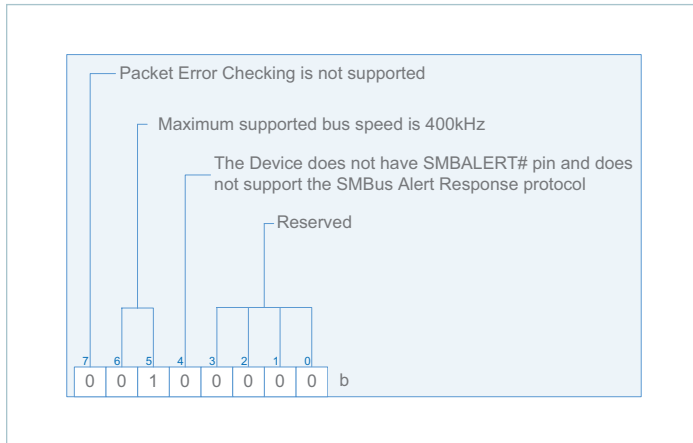 Packet Error Checking is not supported
Maximum supported bus speed is 400kHz
The Device does not have SMBALERT# pin and does
not support the SMBus Alert Response protocol
Reserved
7 6 5 4 3 2 1 0
0 0 1 0 0 0 0 0 b